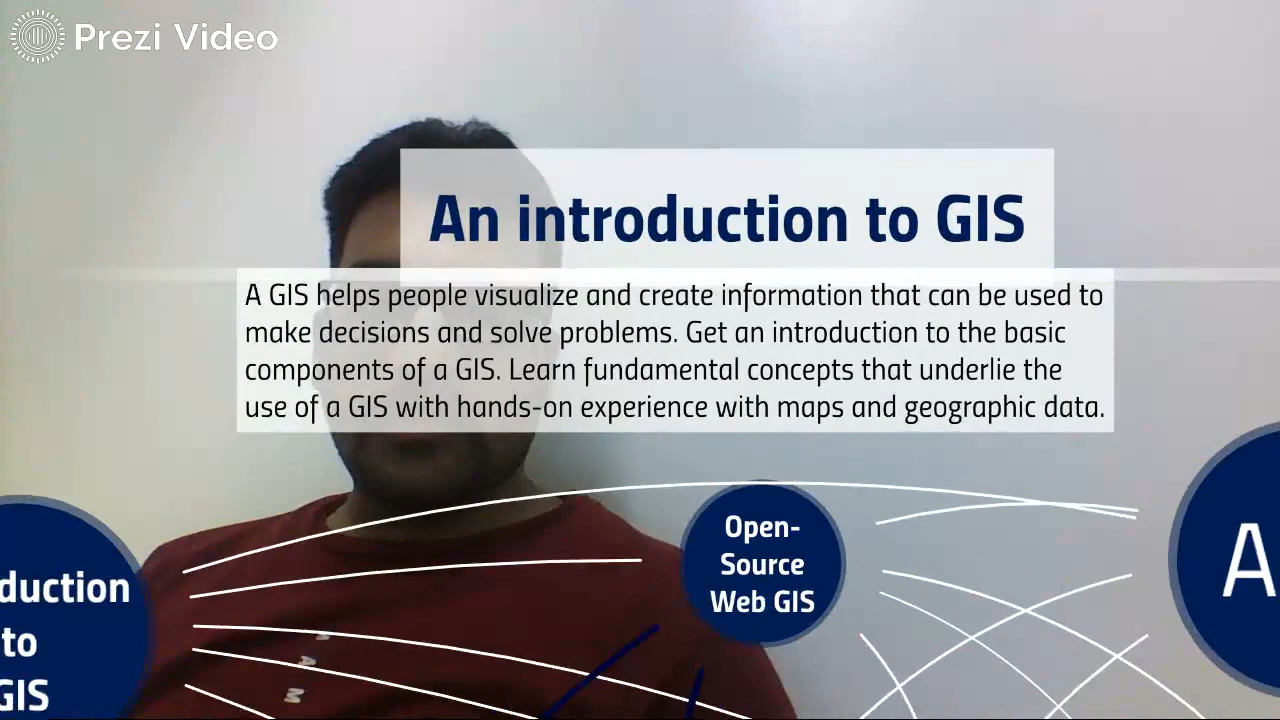 Prezi Video
An introduction to GIS
A GIS helps people visualize and create information that can be used to
make decisions and solve problems. Get an introduction to the basic
components of a GIS. Learn fundamental concepts that underlie the
use of a GIS with hands-on experience with maps and geographic data.
Open-
Source
Web GIS
duction
to
GIS
A
M
A
M